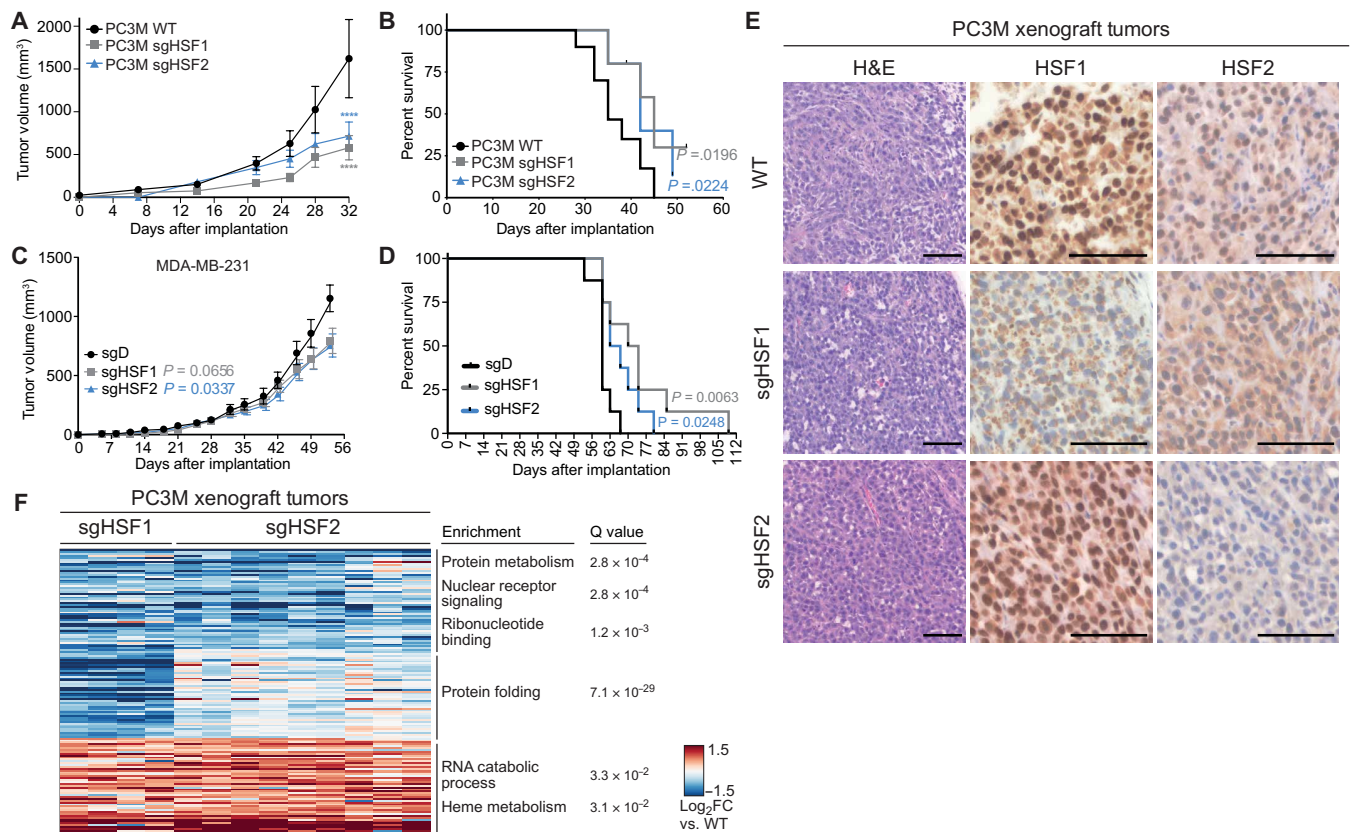 A
PC3M WT
PC3M sgHSF1
PC3M sgHSF2
Tumor volume (mm³)
2000
1500
1000
500
0
****
****
0 4 8 12 16 20 24 28 32
Days after implantation
B
Percent survival
100
75
50
25
0
PC3M WT
PC3M sgHSF1
PC3M sgHSF2
P =.0196
P =.0224
0 10 20 30 40 50 60
Days after implantation
C
MDA-MB-231
Tumor volume (mm³)
1500
1000
500
0
sgD
sgHSF1 P = 0.0656
sgHSF2 P = 0.0337
0 7 14 21 28 35 42 49 56
Days after implantation
D
Percent survival
100
75
50
25
0
sgD
sgHSF1
sgHSF2
P = 0.0063
P = 0.0248
0 7 14 21 28 35 42 49 56 63 70 77 84 91 98 105 112
Days after implantation
E
PC3M xenograft tumors
H&E HSF1 HSF2
WT
sgHSF1
sgHSF2
F
PC3M xenograft tumors
sgHSF1 sgHSF2
Enrichment Q value
Protein metabolism 2.8 × 10⁻⁴
Nuclear receptor
signaling 2.8 × 10⁻⁴
Ribonucleotide
binding 1.2 × 10⁻³
Protein folding 7.1 × 10⁻²⁹
RNA catabolic
process 3.3 × 10⁻²
Heme metabolism 3.1 × 10⁻²
1.5
−1.5
Log₂FC
vs. WT